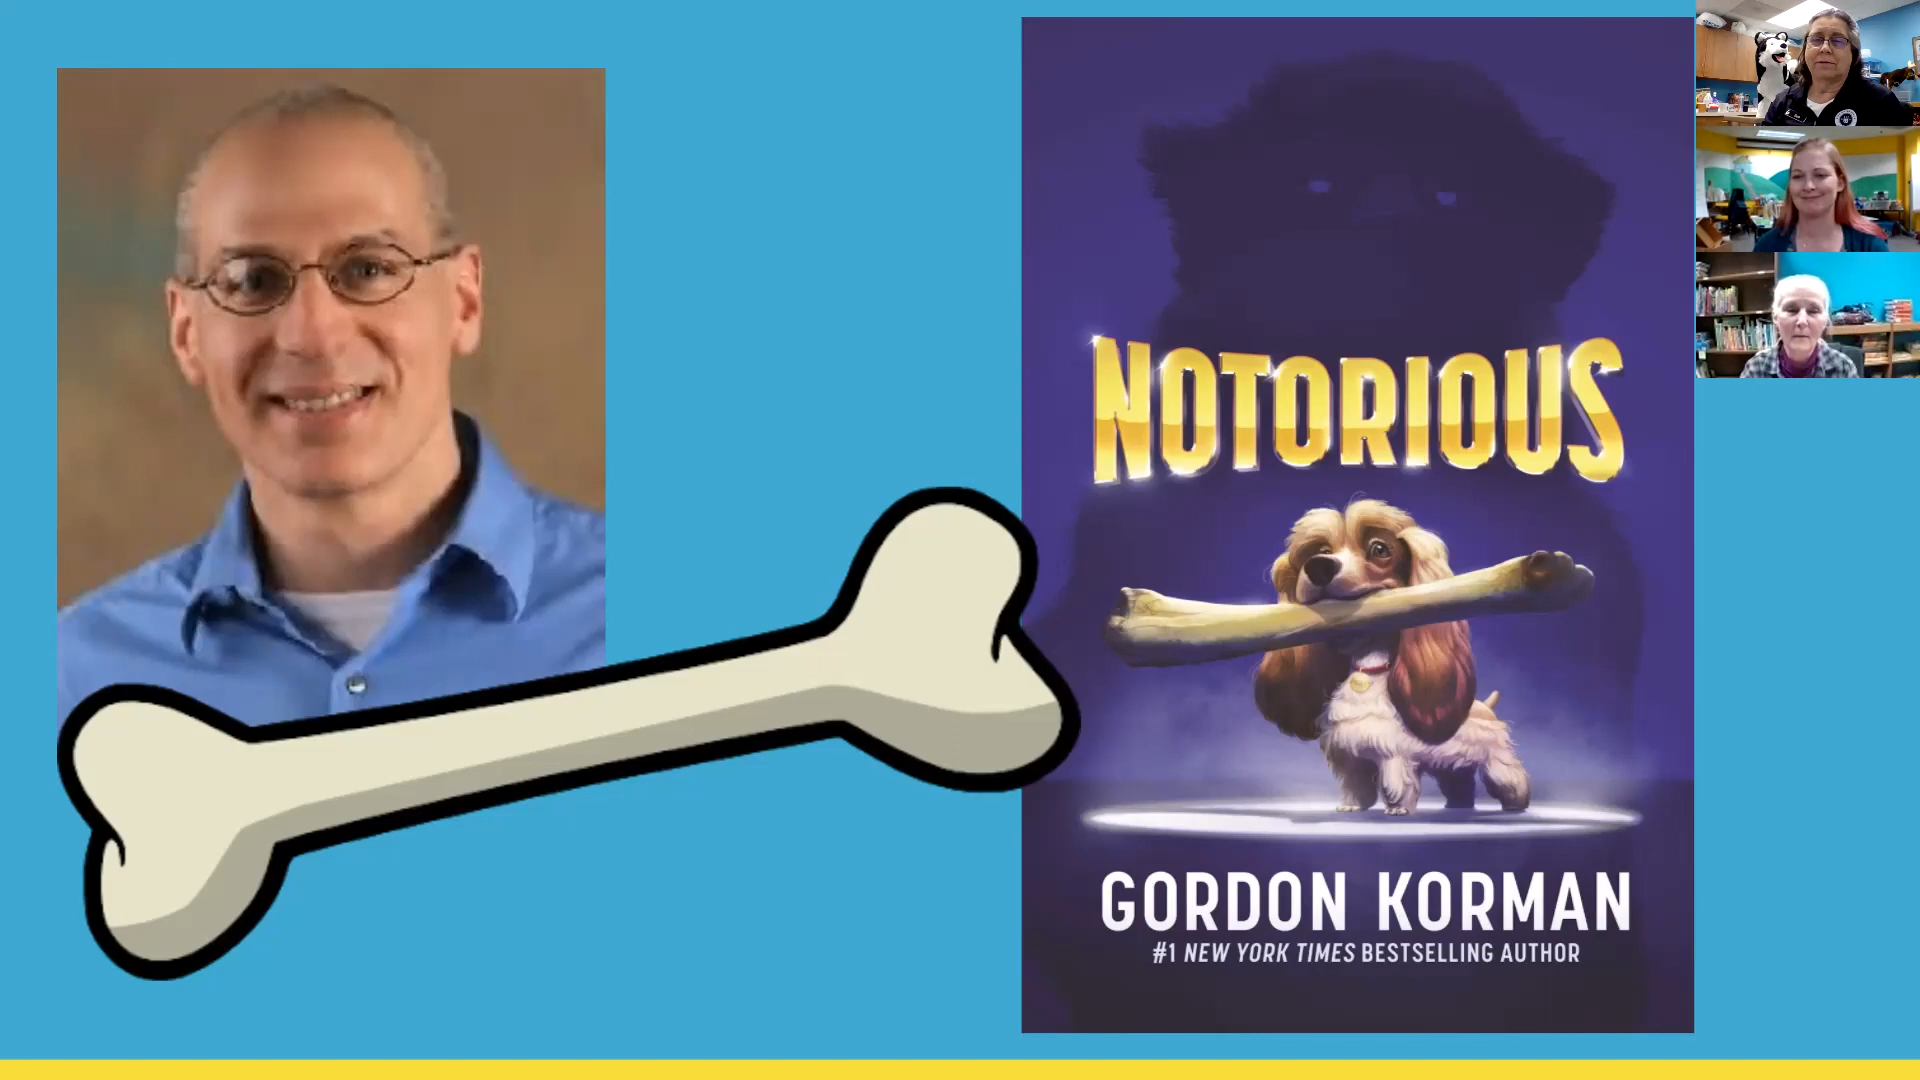 NOTORIOUS
GORDON KORMAN
#1 NEW YORK TIMES BESTSELLING AUTHOR